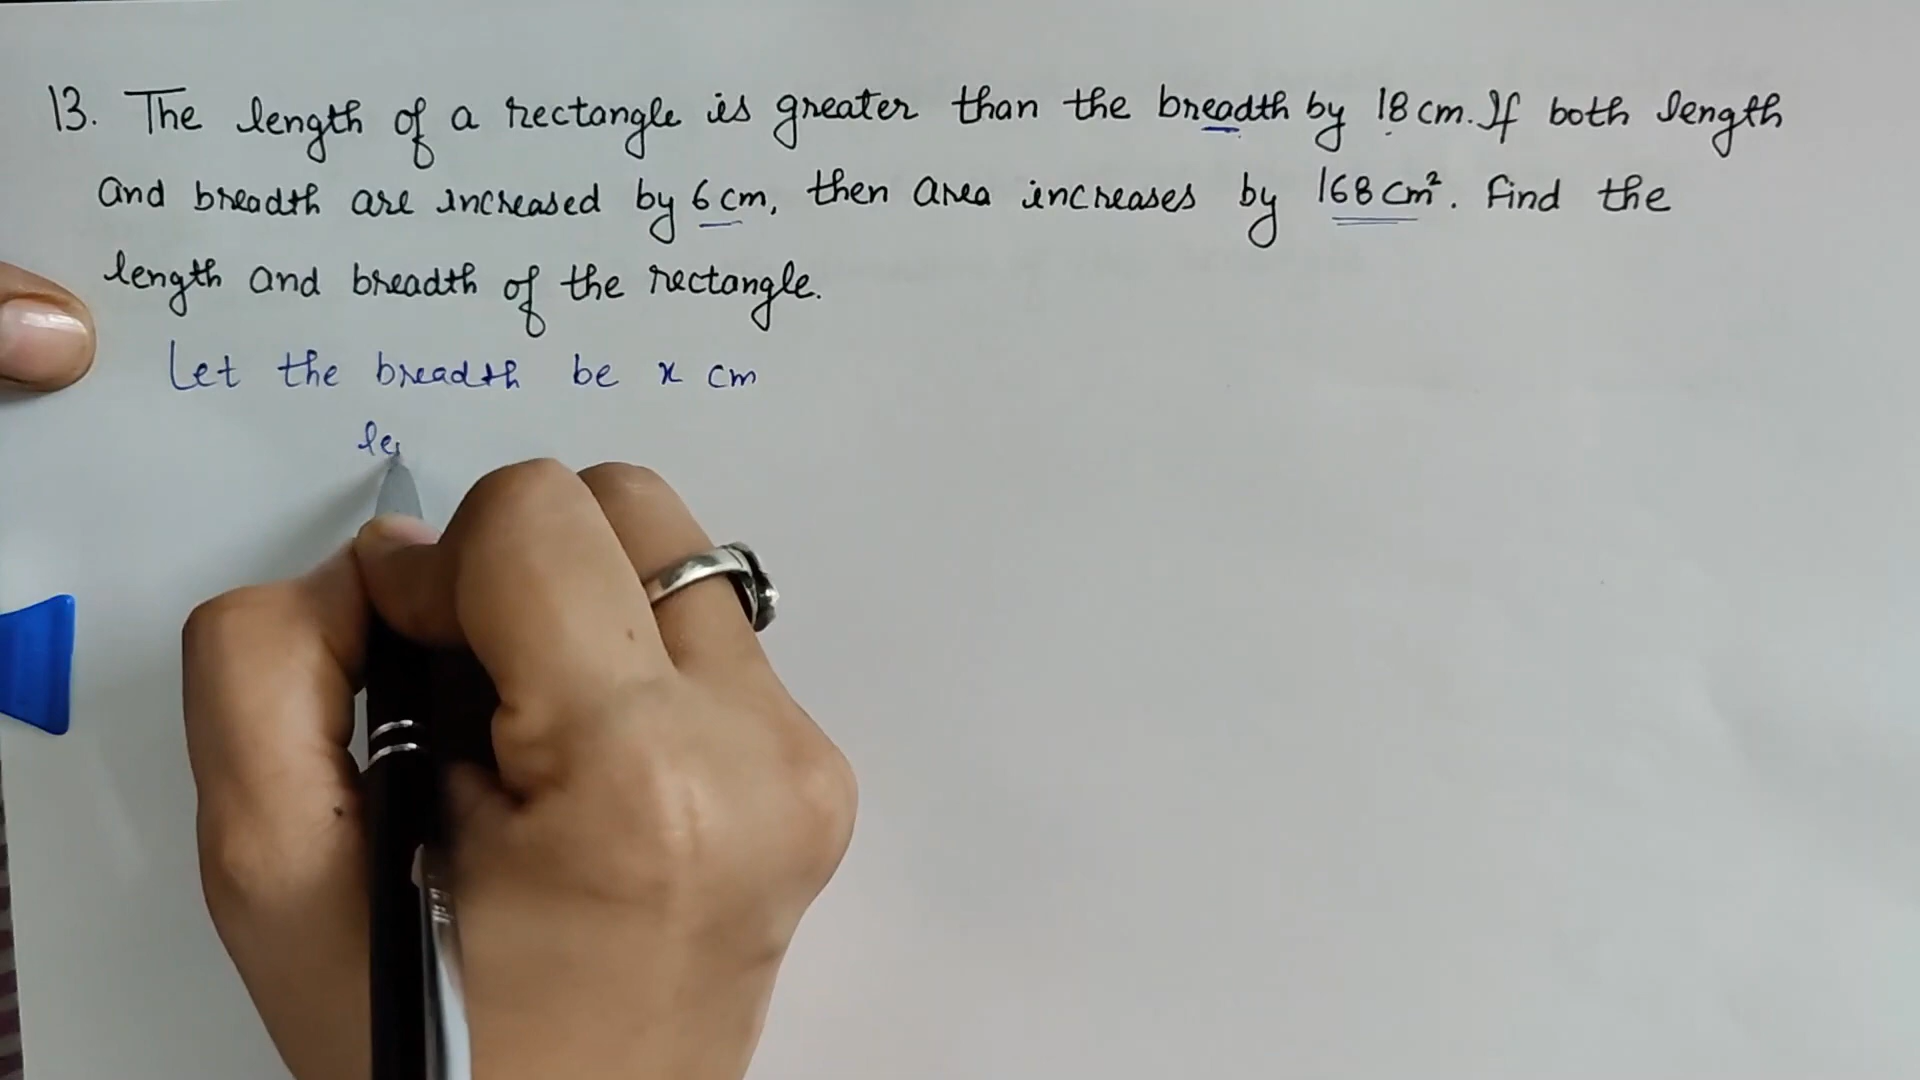 13. The length of a rectangle is greater than the breadth by 18 cm. If both length
and breadth are increased by 6 cm, then area increases by 168 cm². Find the
length and breadth of the rectangle.
Let the breadth be x cm
le